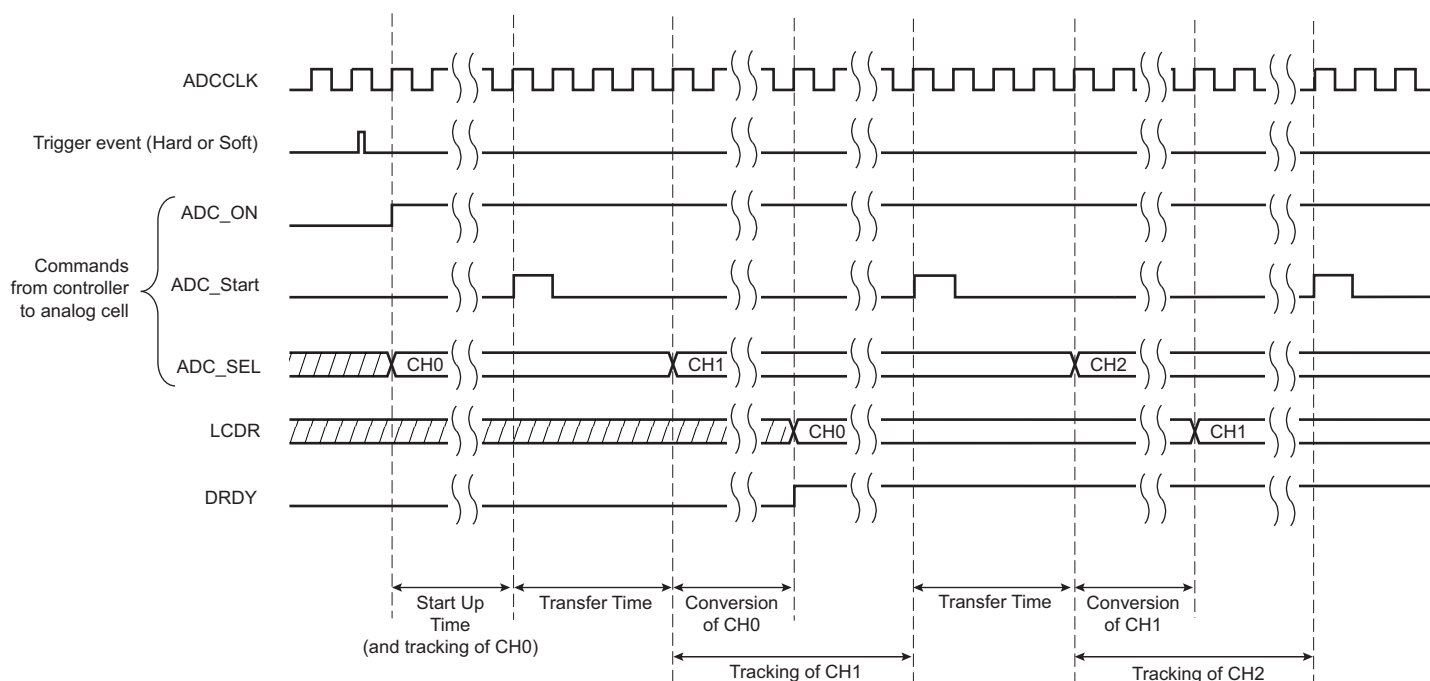 ADCCLK
Trigger event (Hard or Soft)
ADC_ON
Commands
from controller
to analog cell
ADC_Start
ADC_SEL
CH0
CH1
CH2
LCDR
CH0
CH1
DRDY
Start Up
Time
(and tracking of CH0)
Transfer Time
Conversion
of CH0
Transfer Time
Conversion
of CH1
Tracking of CH1
Tracking of CH2